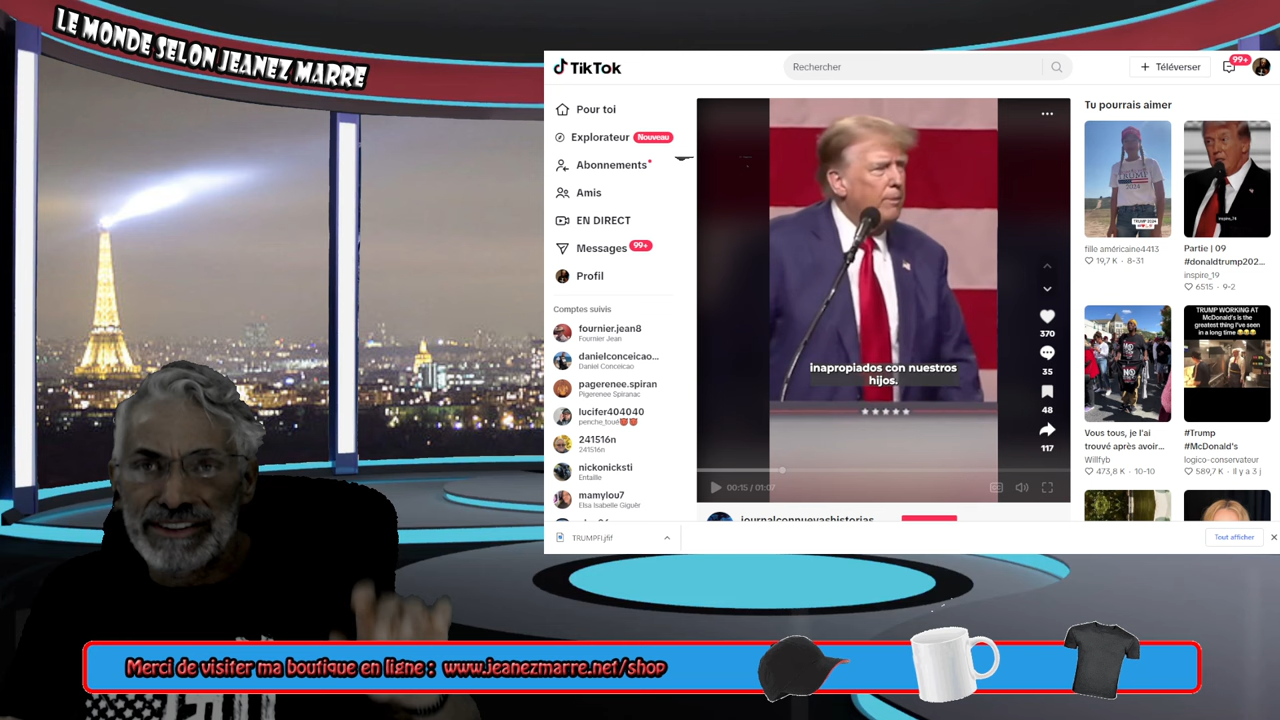 LE MONDE SELON JEANEZ MARRE
TikTok
Rechercher
Téléverser
99+
Pour toi
Explorateur Nouveau
Abonnements
Amis
EN DIRECT
Messages 99+
Profil
Comptes suivis
fournier.jean8
Fournier Jean
danielconceicao...
Daniel Conceicao
pagerenee.spiran
Pagerenee Spiranac
lucifer404040
penche_toué
241516n
241516n
nickonicksti
Entaille
mamylou7
Elsa Isabelle Giguèr
inapropiados con nuestros
hijos.
370
35
48
117
00:15 / 01:07
journalconnuevashistorias
Tu pourrais aimer
TRUMP
2024
fille américaine4413
19,7 K · 8-31
Partie | 09
#donaldtrump202...
inspire_19
6515 · 9-2
Vous tous, je l'ai
trouvé après avoir...
Willfyb
473,8 K · 10-10
TRUMP WORKING AT
McDonald's is the
greatest thing I've seen
in a long time
#Trump
#McDonald's
logico-conservateur
589,7 K · Il y a 3 j
TRUMPFI.jfif
Tout afficher
Merci de visiter ma boutique en ligne : www.jeanezmarre.net/shop